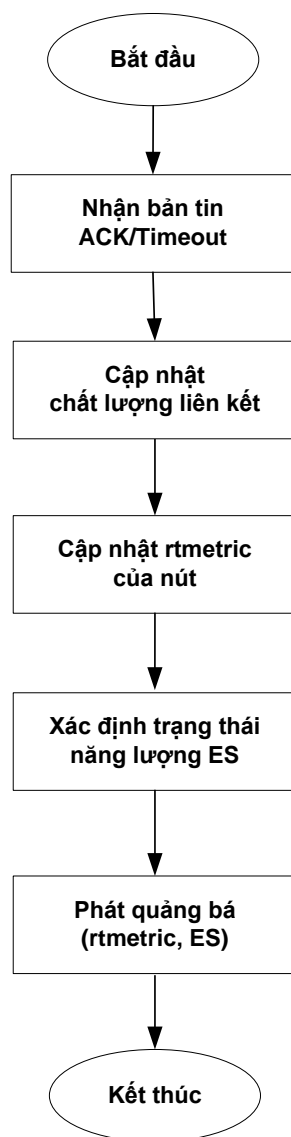 Bắt đầu
Nhận bản tin
ACK/Timeout
Cập nhật
chất lượng liên kết
Cập nhật rtmetric
của nút
Xác định trạng thái
năng lượng ES
Phát quảng bá
(rtmetric, ES)
Kết thúc